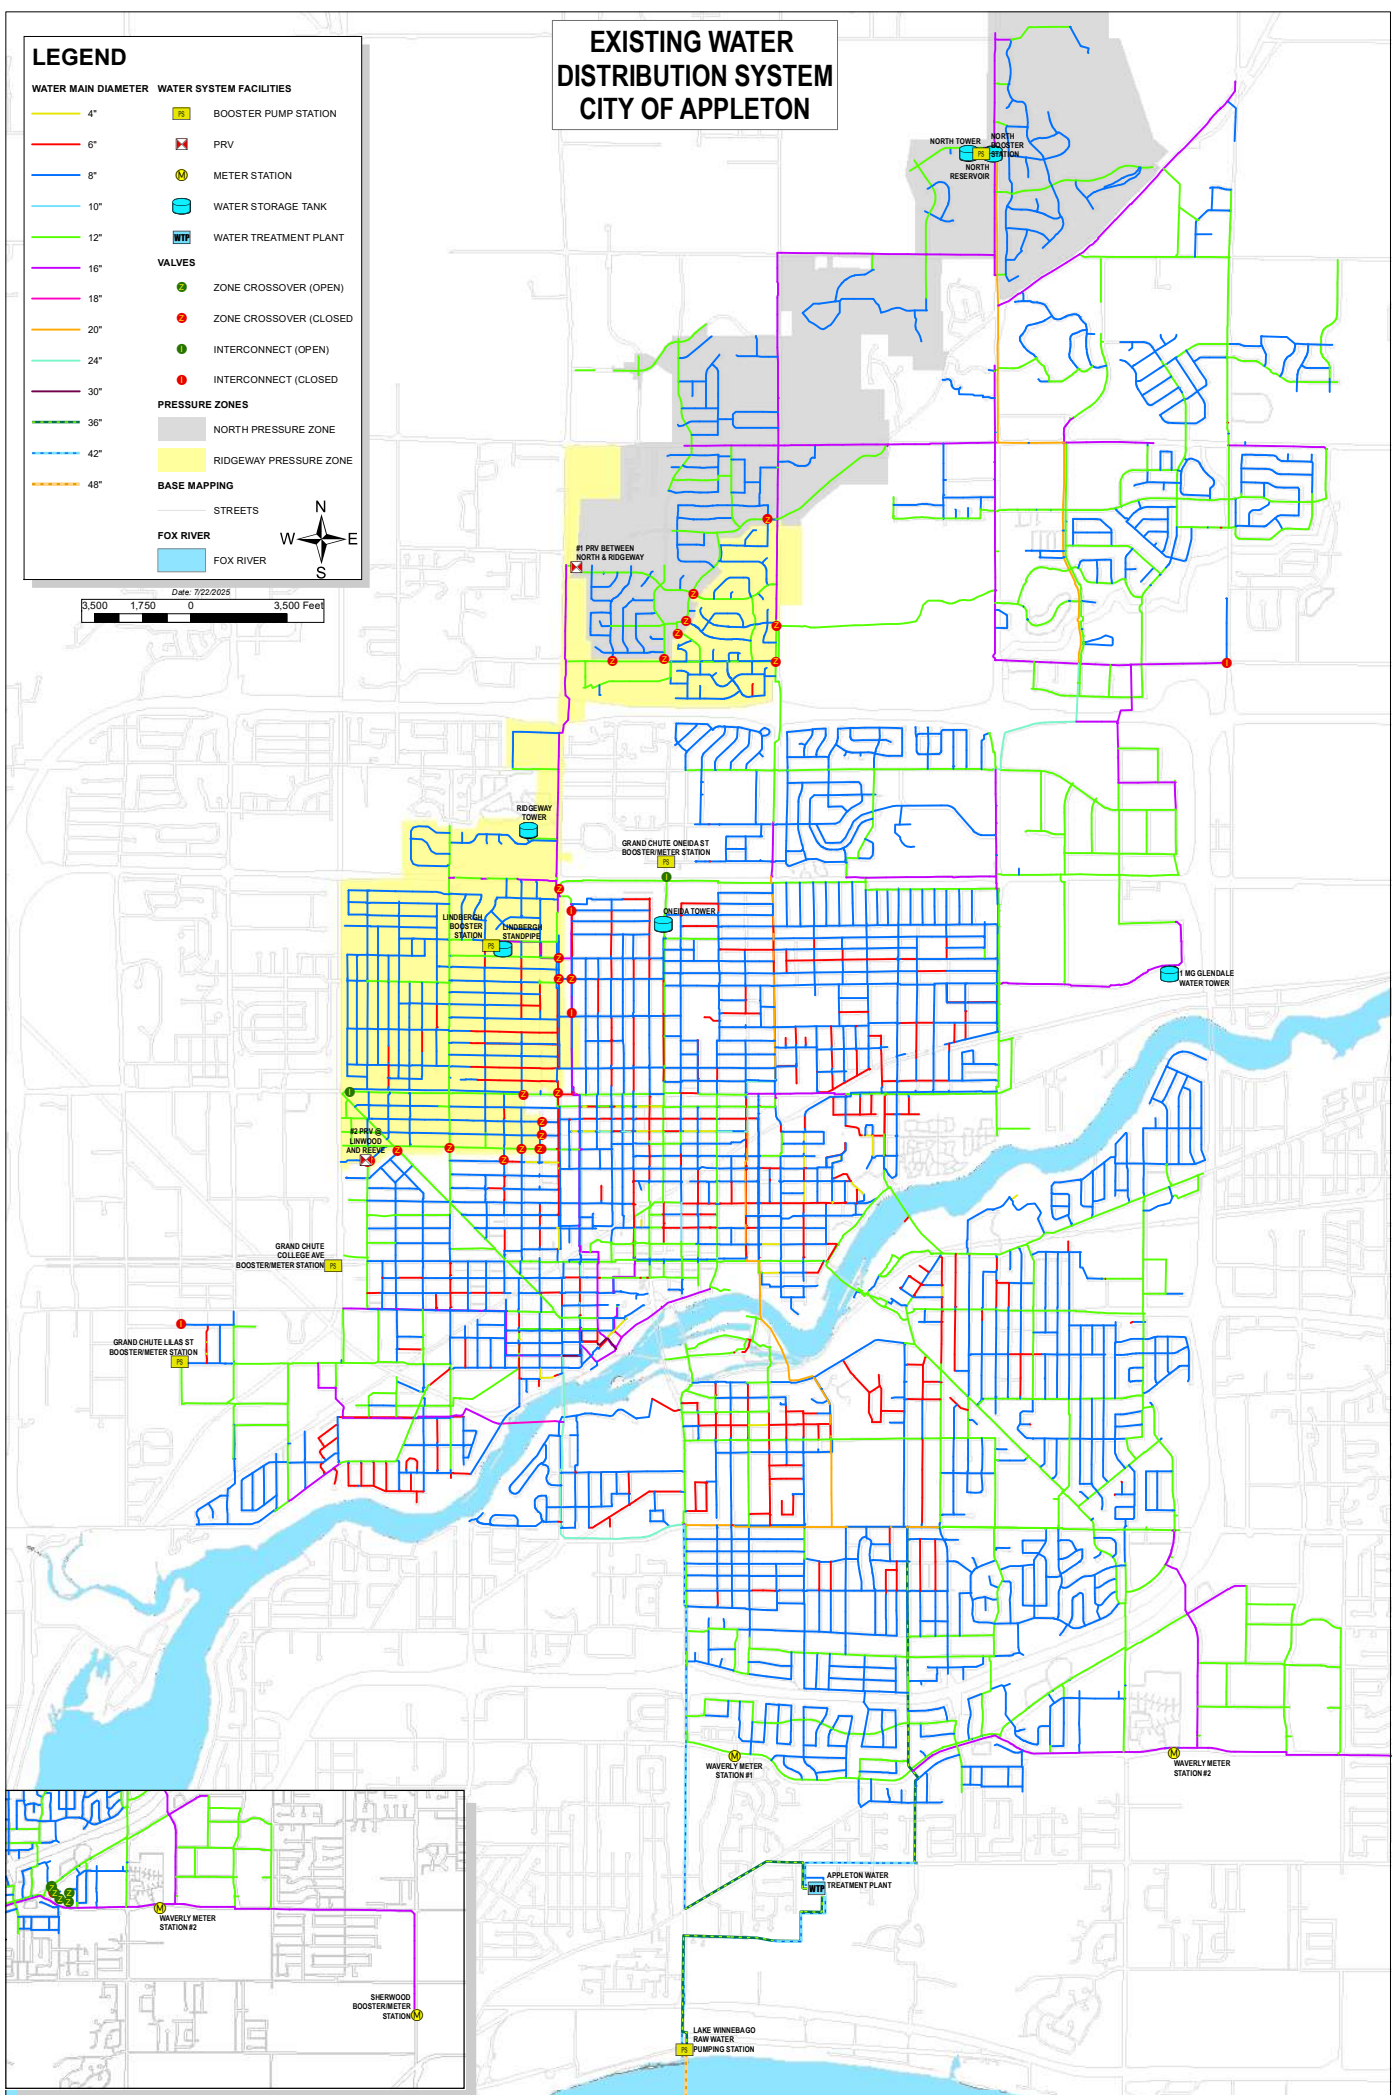 EXISTING WATER
DISTRIBUTION SYSTEM
CITY OF APPLETON
LEGEND
WATER MAIN DIAMETER
4"
6"
8"
10"
12"
16"
18"
20"
24"
30"
36"
42"
48"
WATER SYSTEM FACILITIES
PS BOOSTER PUMP STATION
PRV
M METER STATION
WATER STORAGE TANK
WTP WATER TREATMENT PLANT
VALVES
Z ZONE CROSSOVER (OPEN)
Z ZONE CROSSOVER (CLOSED
I INTERCONNECT (OPEN)
I INTERCONNECT (CLOSED
PRESSURE ZONES
NORTH PRESSURE ZONE
RIDGEWAY PRESSURE ZONE
BASE MAPPING
STREETS
FOX RIVER
FOX RIVER
N
W E
S
Date: 7/22/2025
3,500 1,750 0 3,500 Feet
NORTH TOWER
NORTH
BOOSTER
STATION
PS
NORTH
RESERVOIR
#1 PRV BETWEEN
NORTH & RIDGEWAY
RIDGEWAY
TOWER
GRAND CHUTE ONEIDA ST
BOOSTER/METER STATION
PS
ONEIDA TOWER
LINDBERGH
BOOSTER
STATION
PS
LINDBERGH
STANDPIPE
1 MG GLENDALE
WATER TOWER
#2 PRV @
LINWOOD
AND REEVE
GRAND CHUTE
COLLEGE AVE
BOOSTER/METER STATION
PS
GRAND CHUTE LILAS ST
BOOSTER/METER STATION
PS
M
WAVERLY METER
STATION #1
M
WAVERLY METER
STATION #2
APPLETON WATER
TREATMENT PLANT
WTP
LAKE WINNEBAGO
RAW WATER
PUMPING STATION
PS
M
WAVERLY METER
STATION #2
SHERWOOD
BOOSTER/METER
STATION
M